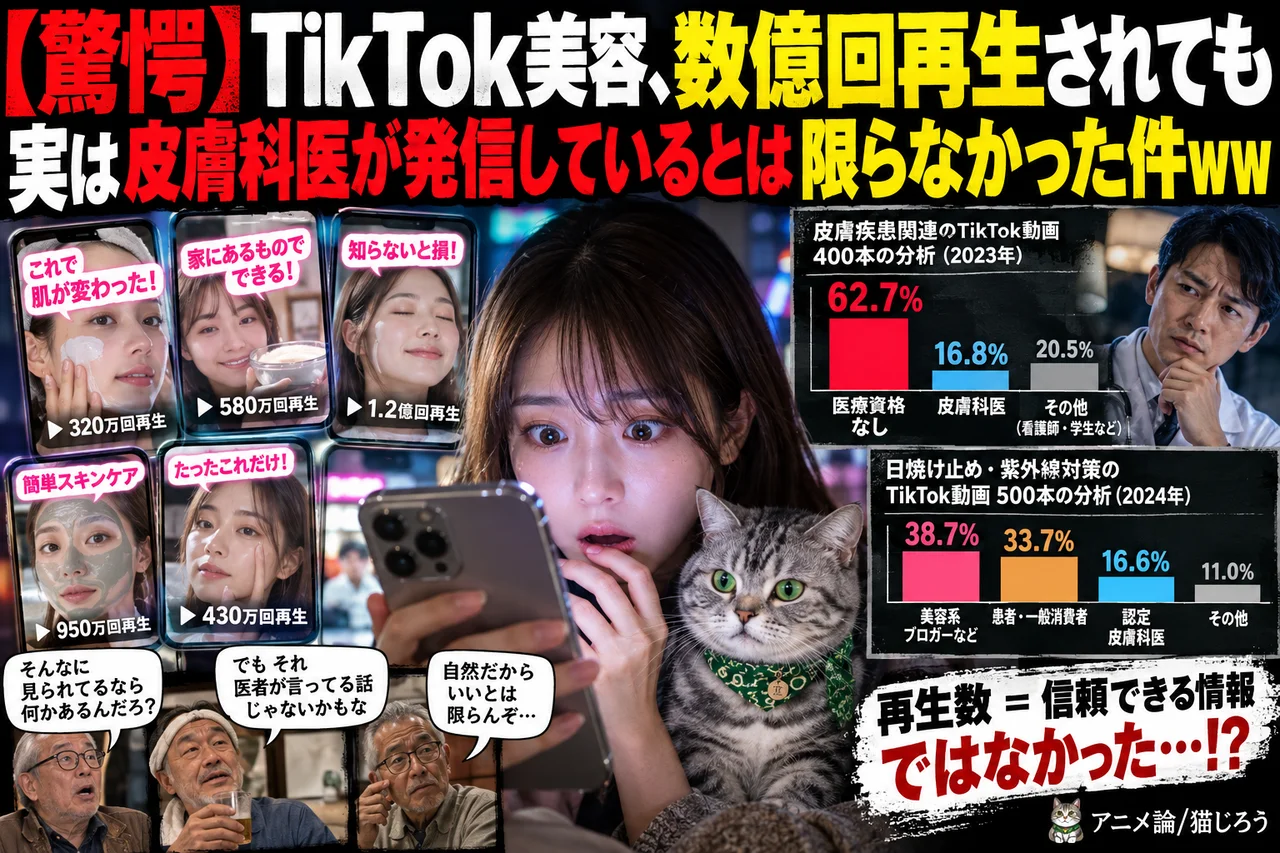 【驚愕】TikTok美容、数億回再生されても
実は皮膚科医が発信しているとは限らなかった件ww
これで
肌が変わった!
▶ 320万回再生
家にあるもので
できる!
▶ 580万回再生
知らないと損!
▶ 1.2億回再生
簡単スキンケア
▶ 950万回再生
たったこれだけ!
▶ 430万回再生
皮膚疾患関連のTikTok動画
400本の分析(2023年)
62.7%
16.8%
20.5%
医療資格
なし
皮膚科医
その他
(看護師・学生など)
日焼け止め・紫外線対策の
TikTok動画 500本の分析(2024年)
38.7%
33.7%
16.6%
11.0%
美容系
ブロガーなど
患者・一般消費者
認定
皮膚科医
その他
そんなに
見られてるなら
何かあるんだろ?
でも それ
医者が言ってる話
じゃないかもな
自然だから
いいとは
限らんぞ…
再生数 = 信頼できる情報
ではなかった…!?
アニメ論/猫じろう